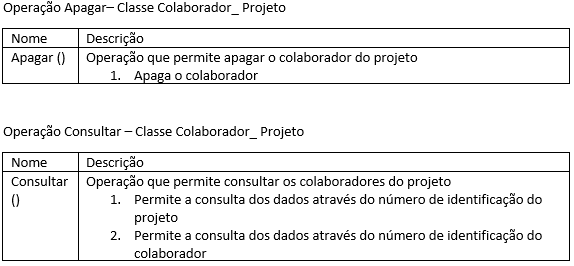 Operação Apagar– Classe Colaborador_ Projeto
Nome Descrição
Apagar () Operação que permite apagar o colaborador do projeto
1. Apaga o colaborador
Operação Consultar – Classe Colaborador_ Projeto
Nome Descrição
Consultar Operação que permite consultar os colaboradores do projeto
() 1. Permite a consulta dos dados através do número de identificação do
projeto
2. Permite a consulta dos dados através do número de identificação do
colaborador